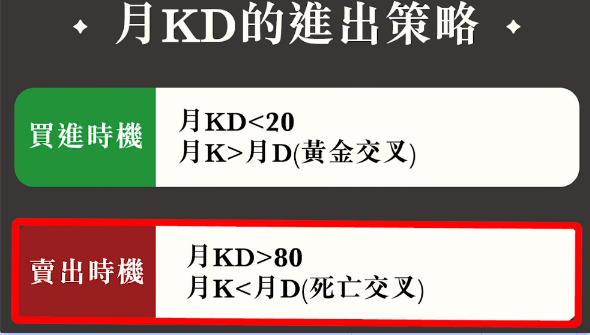 月KD的進出策略
買進時機
月KD<20
月K>月D(黃金交叉)
賣出時機
月KD>80
月K<月D(死亡交叉)